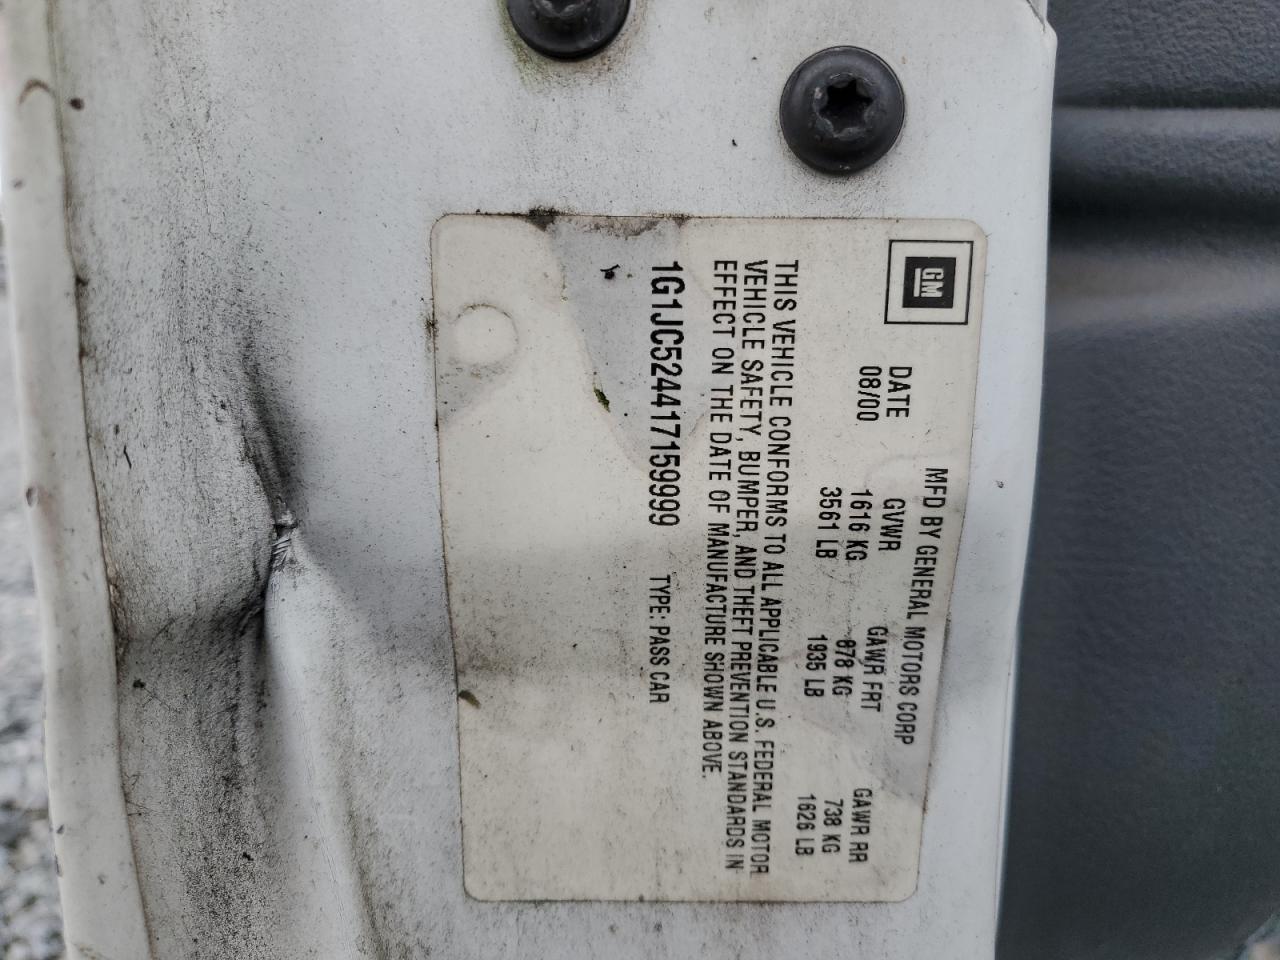 GM
MFD BY GENERAL MOTORS CORP
DATE GVWR GAWR FRT GAWR RR
08/00 1616 KG 878 KG 738 KG
3561 LB 1935 LB 1626 LB
THIS VEHICLE CONFORMS TO ALL APPLICABLE U.S. FEDERAL MOTOR
VEHICLE SAFETY, BUMPER, AND THEFT PREVENTION STANDARDS IN
EFFECT ON THE DATE OF MANUFACTURE SHOWN ABOVE.
1G1JC524417159999 TYPE: PASS CAR